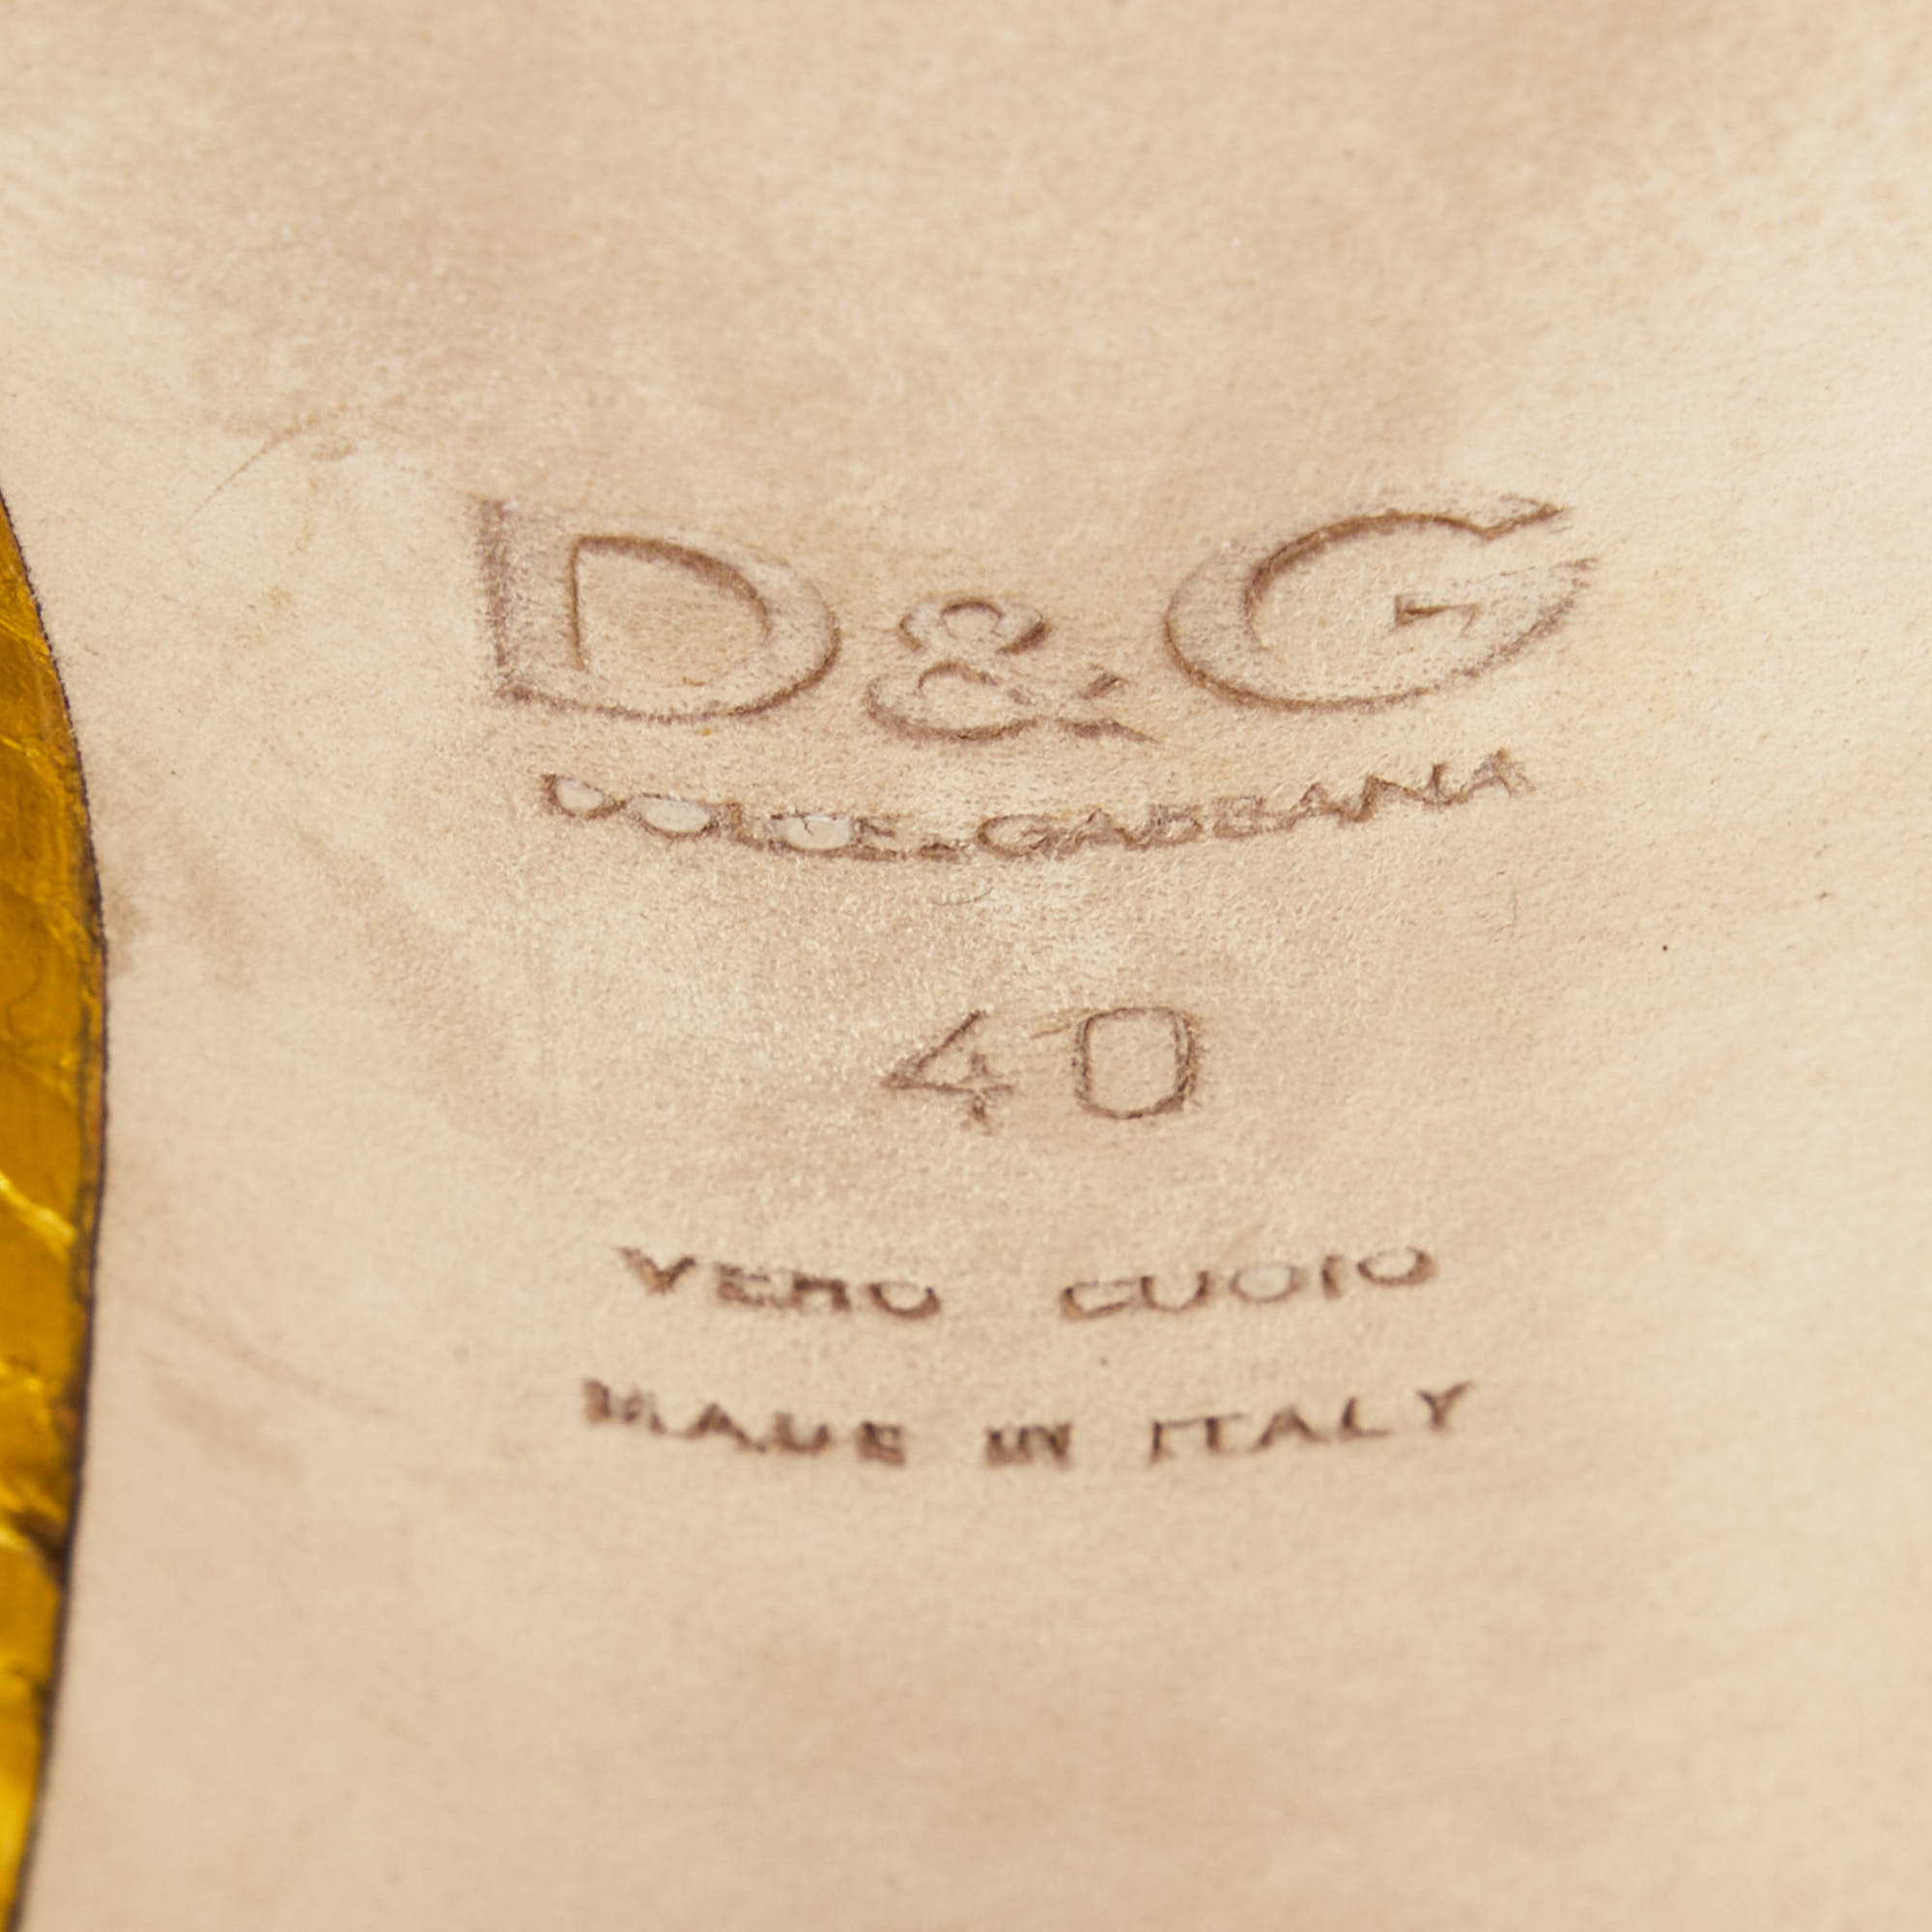 D&G
DOLCE & GABBANA
40
VERO CUOIO
MADE IN ITALY